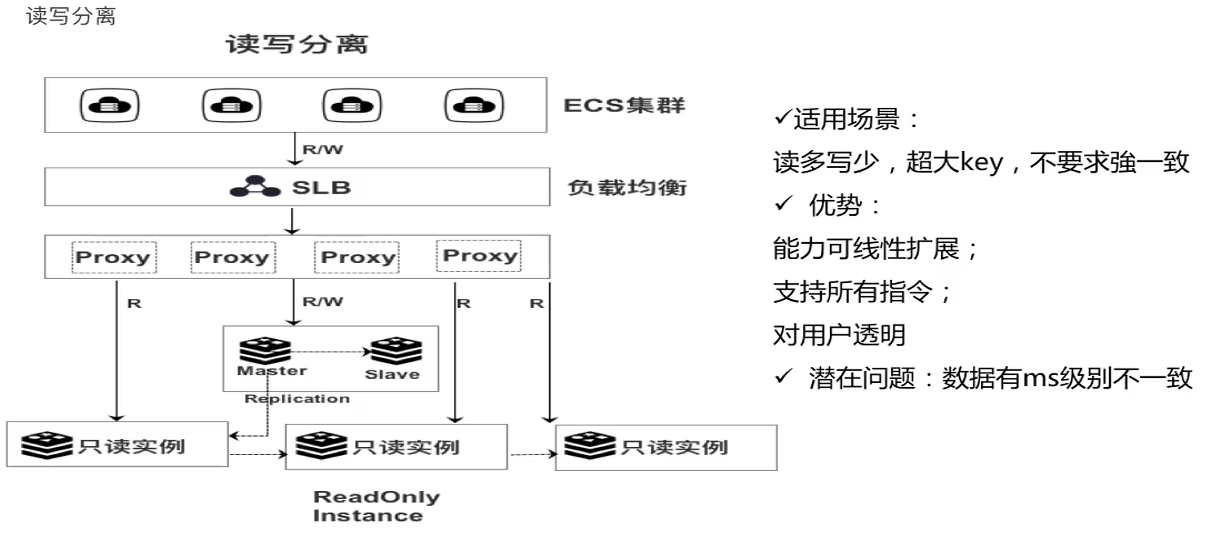 读写分离
读写分离
ECS集群
R/W
SLB
负载均衡
Proxy Proxy Proxy Proxy
R R/W R R
Master Slave
Replication
只读实例 只读实例 只读实例
ReadOnly
Instance
✓适用场景：
读多写少，超大key，不要求強一致
✓ 优势：
能力可线性扩展；
支持所有指令；
对用户透明
✓ 潜在问题：数据有ms级别不一致